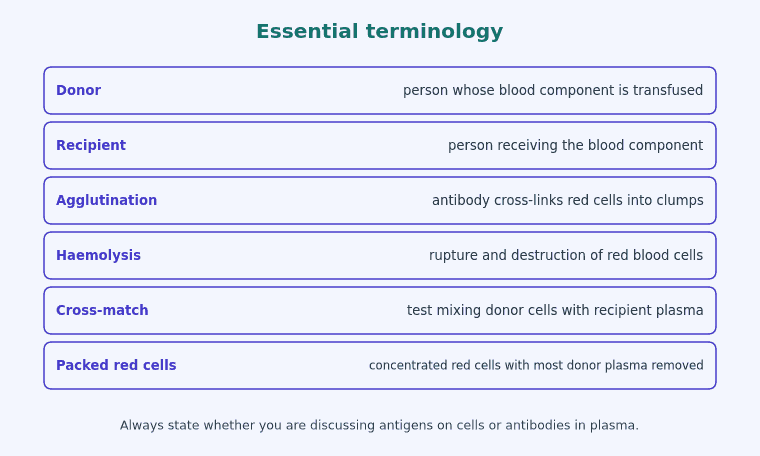 Essential terminology
Donor person whose blood component is transfused
Recipient person receiving the blood component
Agglutination antibody cross-links red cells into clumps
Haemolysis rupture and destruction of red blood cells
Cross-match test mixing donor cells with recipient plasma
Packed red cells concentrated red cells with most donor plasma removed
Always state whether you are discussing antigens on cells or antibodies in plasma.